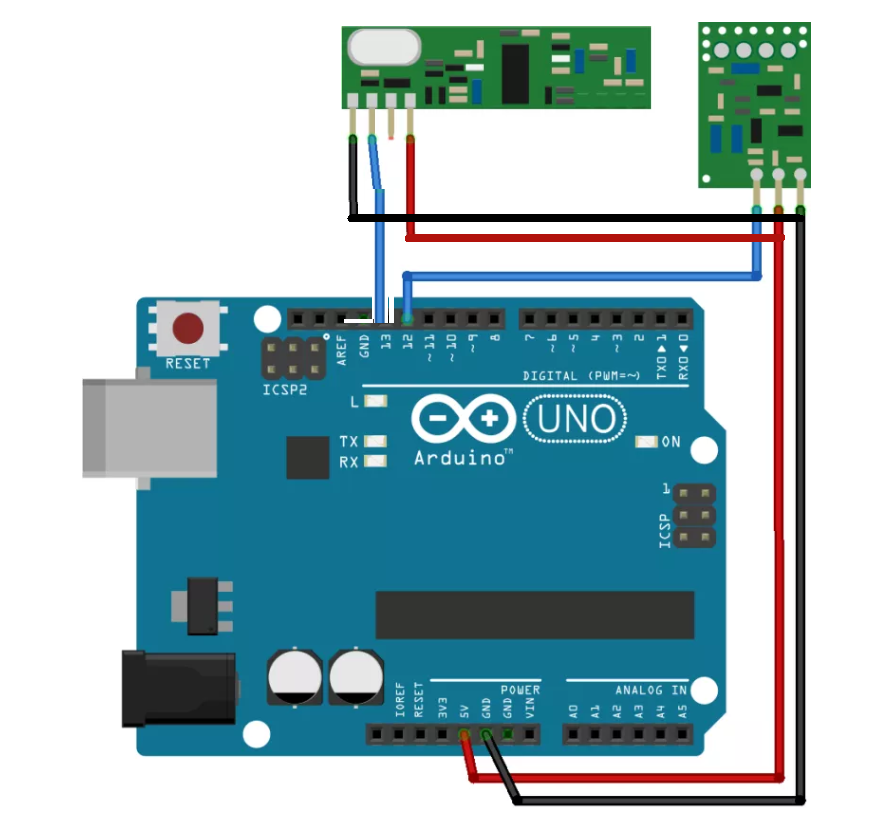 RESET
ICSP2
AREF
GND
13
12
~11
~10
~9
8
7
~6
~5
4
~3
2
TX0▶1
RX0◀0
DIGITAL (PWM=~)
L
TX
RX
UNO
Arduino™
ON
1
ICSP
POWER
ANALOG IN
IOREF
RESET
3V3
5V
GND
GND
VIN
A0
A1
A2
A3
A4
A5